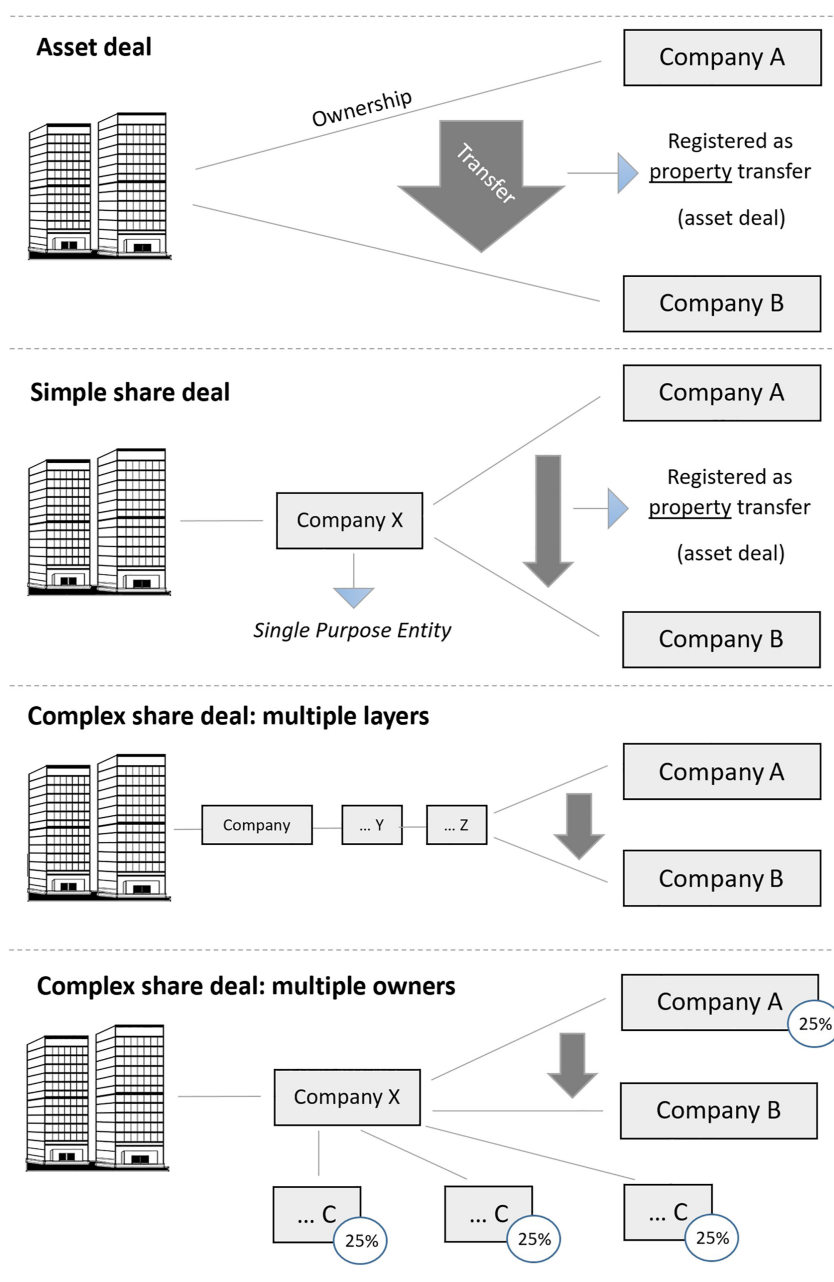 Asset deal
Company A
Ownership
Transfer
Registered as
property transfer
(asset deal)
Company B
Simple share deal
Company A
Company X
Registered as
property transfer
(asset deal)
Single Purpose Entity
Company B
Complex share deal: multiple layers
Company A
Company
... Y
... Z
Company B
Complex share deal: multiple owners
Company A
25%
Company X
Company B
... C
25%
... C
25%
... C
25%